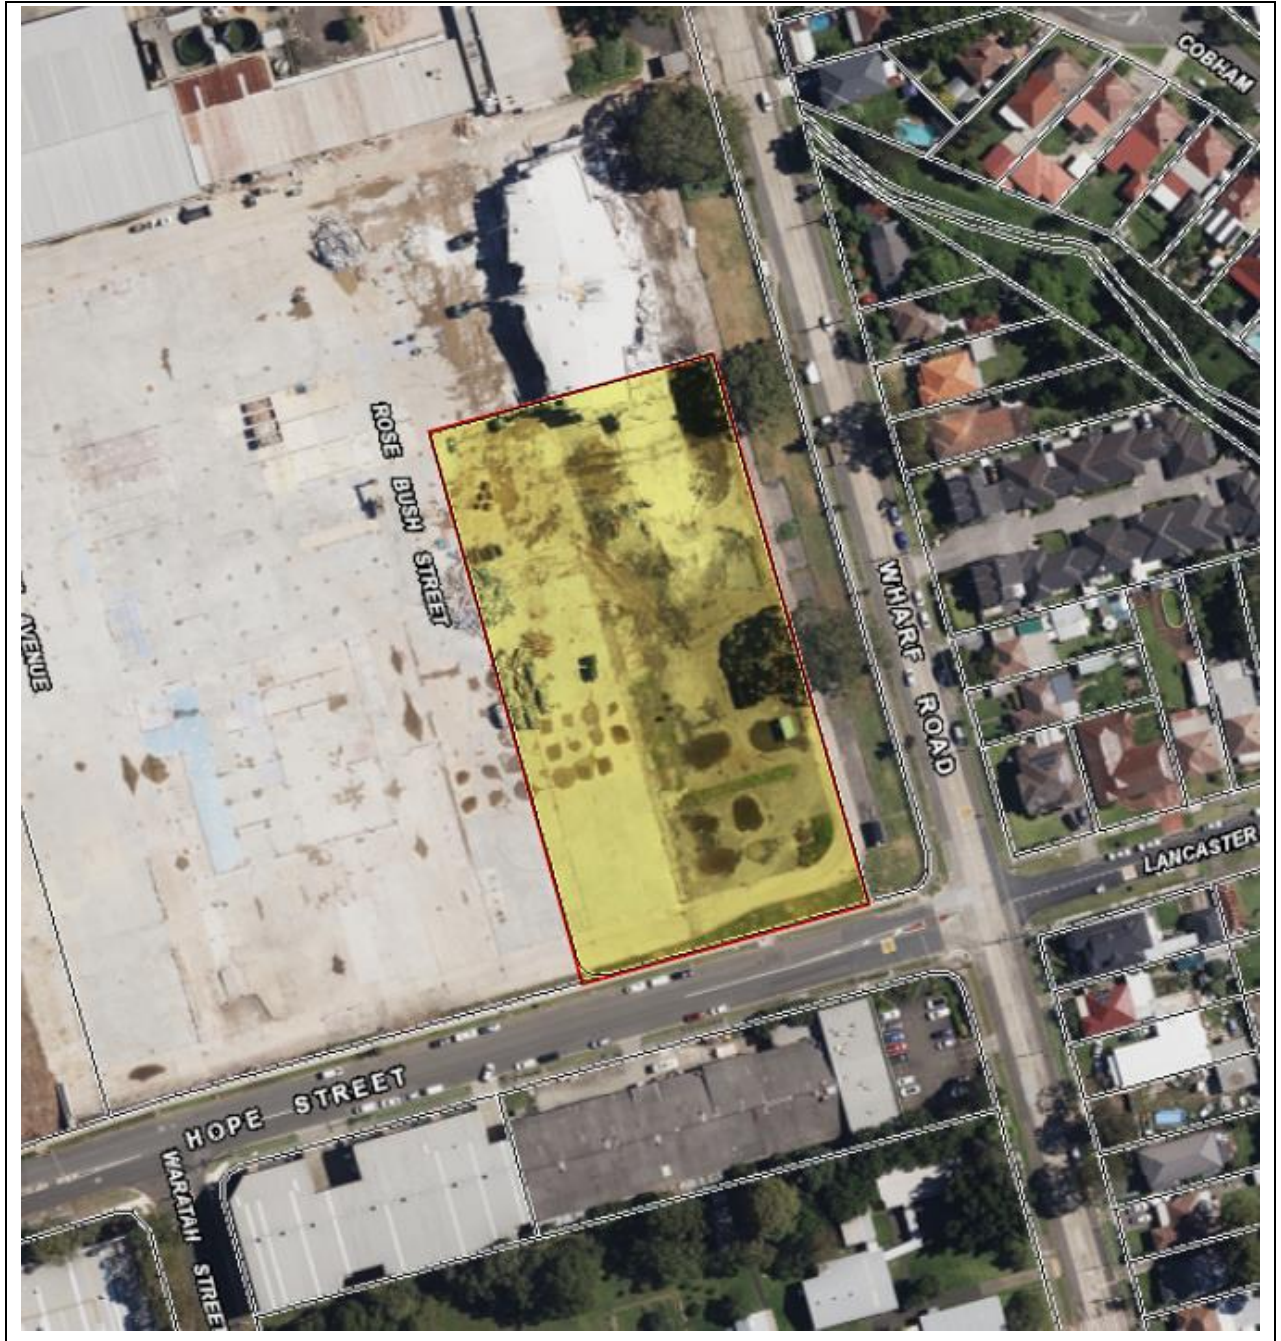 COBHAM
ROSE BUSH STREET
WHARF ROAD
AVENUE
LANCASTER
HOPE STREET
WARATAH STREET